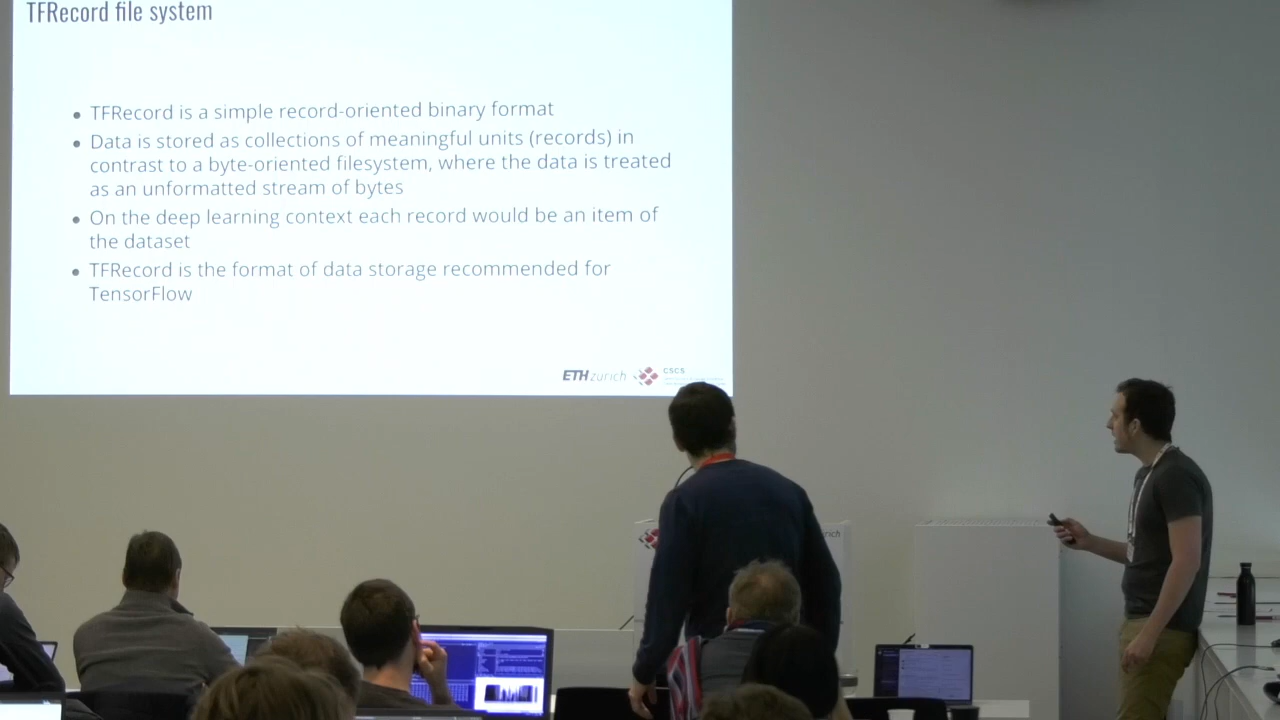 TFRecord file system
• TFRecord is a simple record-oriented binary format
• Data is stored as collections of meaningful units (records) in
contrast to a byte-oriented filesystem, where the data is treated
as an unformatted stream of bytes
• On the deep learning context each record would be an item of
the dataset
• TFRecord is the format of data storage recommended for
TensorFlow
ETH zürich
CSCS